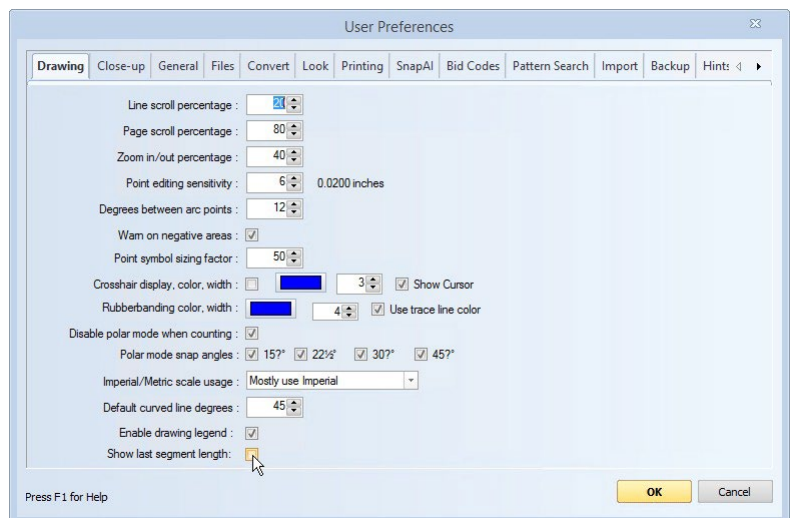 User Preferences
Drawing Close-up General Files Convert Look Printing SnapAI Bid Codes Pattern Search Import Backup Hints
Line scroll percentage : 20
Page scroll percentage : 80
Zoom in/out percentage : 40
Point editing sensitivity : 6 0.0200 inches
Degrees between arc points : 12
Warn on negative areas :
Point symbol sizing factor : 50
Crosshair display, color, width : 3 Show Cursor
Rubberbanding color, width : 4 Use trace line color
Disable polar mode when counting :
Polar mode snap angles : 15?° 22½° 30?° 45?°
Imperial/Metric scale usage : Mostly use Imperial
Default curved line degrees : 45
Enable drawing legend :
Show last segment length:
Press F1 for Help OK Cancel